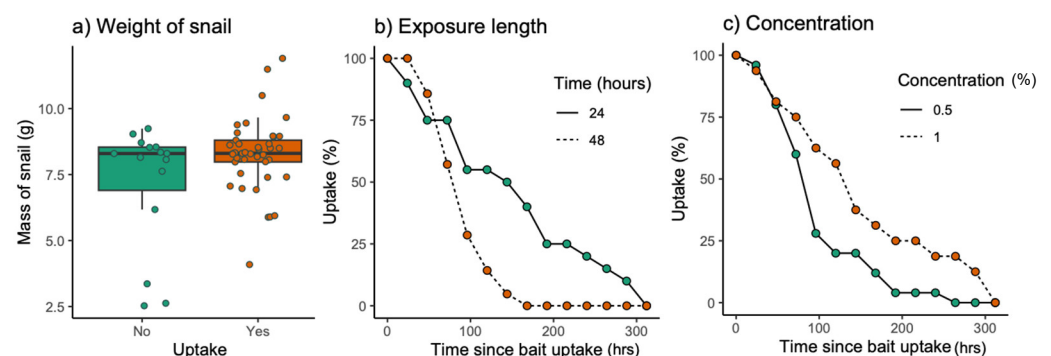 a) Weight of snail
Mass of snail (g)
10.0
7.5
5.0
2.5
No
Yes
Uptake
b) Exposure length
Uptake (%)
100
75
50
25
0
Time (hours)
24
48
0
100
200
300
Time since bait uptake (hrs)
c) Concentration
Uptake (%)
100
75
50
25
0
Concentration (%)
0.5
1
0
100
200
300
Time since bait uptake (hrs)